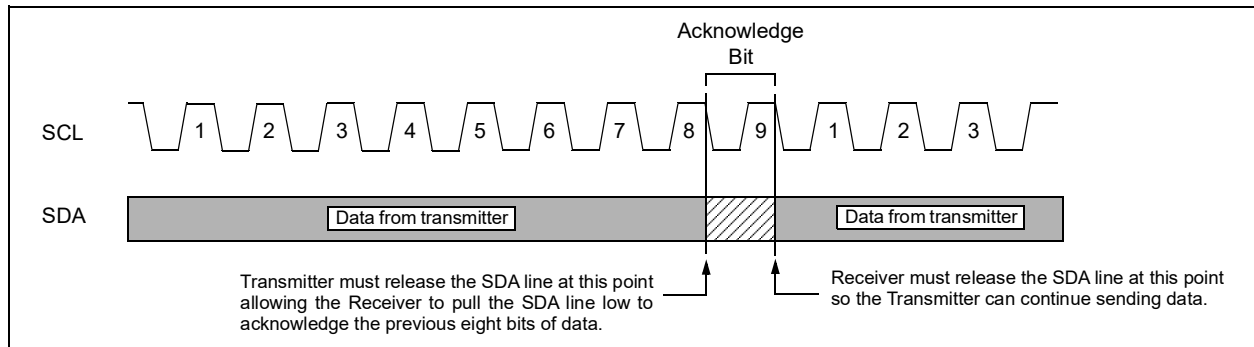 Acknowledge
Bit
SCL
1 2 3 4 5 6 7 8 9 1 2 3
SDA
Data from transmitter
Data from transmitter
Transmitter must release the SDA line at this point
allowing the Receiver to pull the SDA line low to
acknowledge the previous eight bits of data.
Receiver must release the SDA line at this point
so the Transmitter can continue sending data.